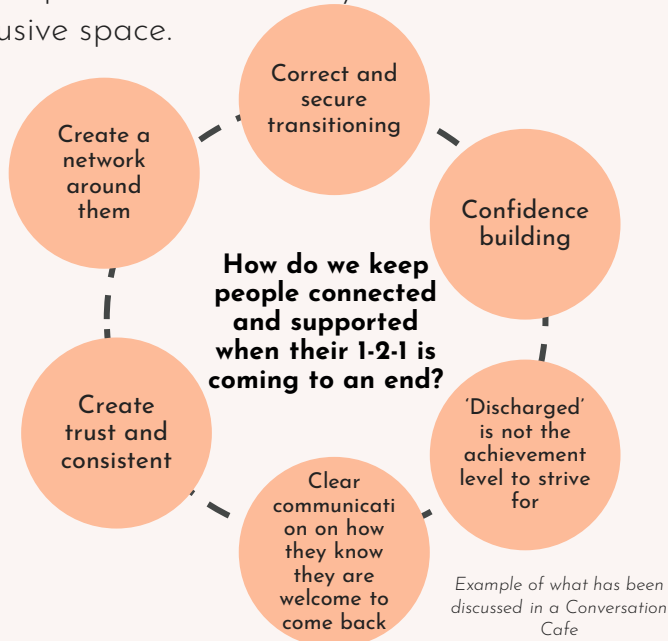 usive space.
Correct and
secure
transitioning
Create a
network
around
them
Confidence
building
How do we keep
people connected
and supported
when their 1-2-1 is
coming to an end?
Create
trust and
consistent
'Discharged'
is not the
achievement
level to strive
for
Clear
communicati
on on how
they know
they are
welcome to
come back
Example of what has been
discussed in a Conversation
Cafe